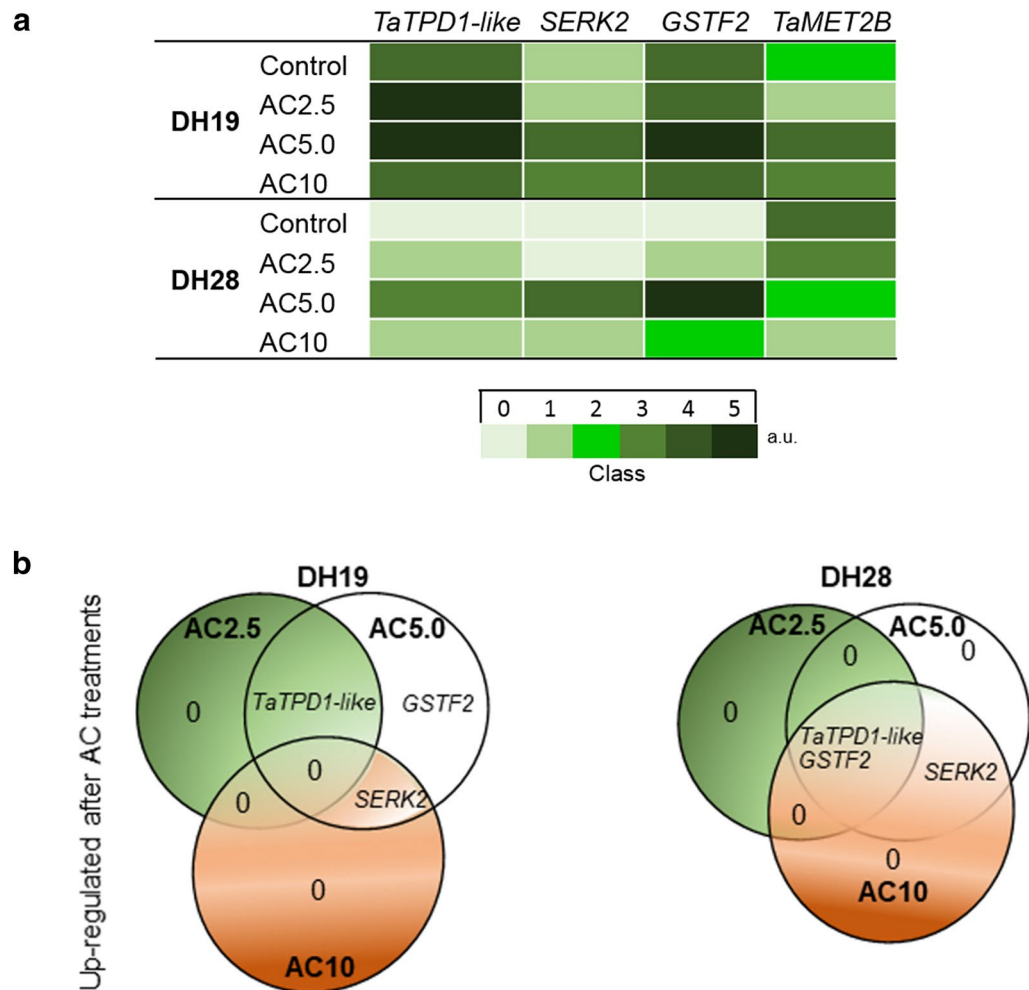 a
TaTPD1-like SERK2 GSTF2 TaMET2B
DH19
Control
AC2.5
AC5.0
AC10
DH28
Control
AC2.5
AC5.0
AC10
0 1 2 3 4 5
a.u.
Class
b
Up-regulated after AC treatments
DH19
AC2.5 AC5.0
0 TaTPD1-like GSTF2
0
0 SERK2
0
AC10
DH28
AC2.5 AC5.0
0 0
0
TaTPD1-like
GSTF2 SERK2
0
0
AC10